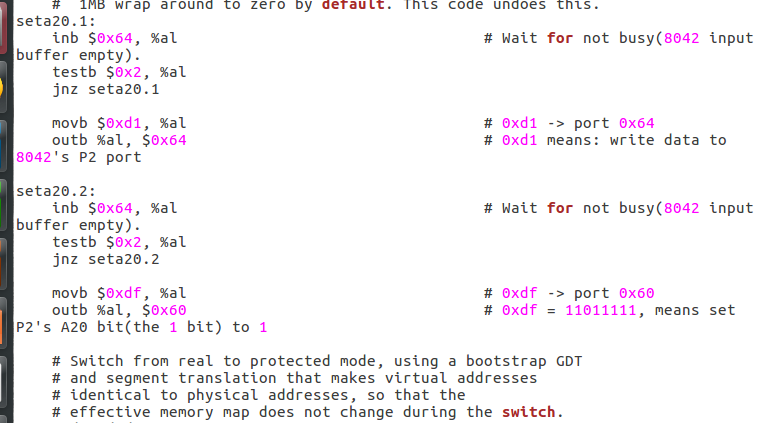 #  1MB wrap around to zero by default. This code undoes this.
seta20.1:
inb $0x64, %al # Wait for not busy(8042 input
buffer empty).
testb $0x2, %al
jnz seta20.1
movb $0xd1, %al # 0xd1 -> port 0x64
outb %al, $0x64 # 0xd1 means: write data to
8042's P2 port
seta20.2:
inb $0x64, %al # Wait for not busy(8042 input
buffer empty).
testb $0x2, %al
jnz seta20.2
movb $0xdf, %al # 0xdf -> port 0x60
outb %al, $0x60 # 0xdf = 11011111, means set
P2's A20 bit(the 1 bit) to 1
# Switch from real to protected mode, using a bootstrap GDT
# and segment translation that makes virtual addresses
# identical to physical addresses, so that the
# effective memory map does not change during the switch.